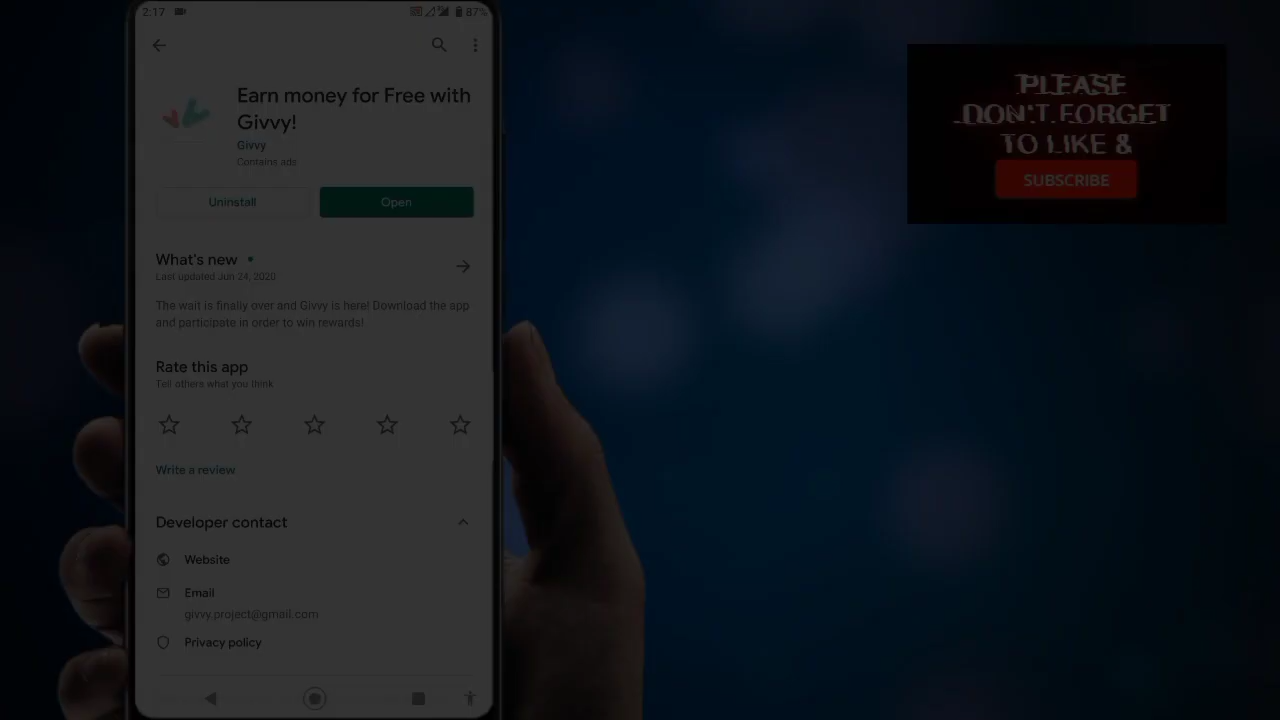 2:17
87%
Earn money for Free with
Givvy!
Givvy
Contains ads
Uninstall
Open
What's new
Last updated Jun 24, 2020
The wait is finally over and Givvy is here! Download the app
and participate in order to win rewards!
Rate this app
Tell others what you think
Write a review
Developer contact
Website
Email
givvy.project@gmail.com
Privacy policy
PLEASE
DON'T FORGET
TO LIKE &
SUBSCRIBE